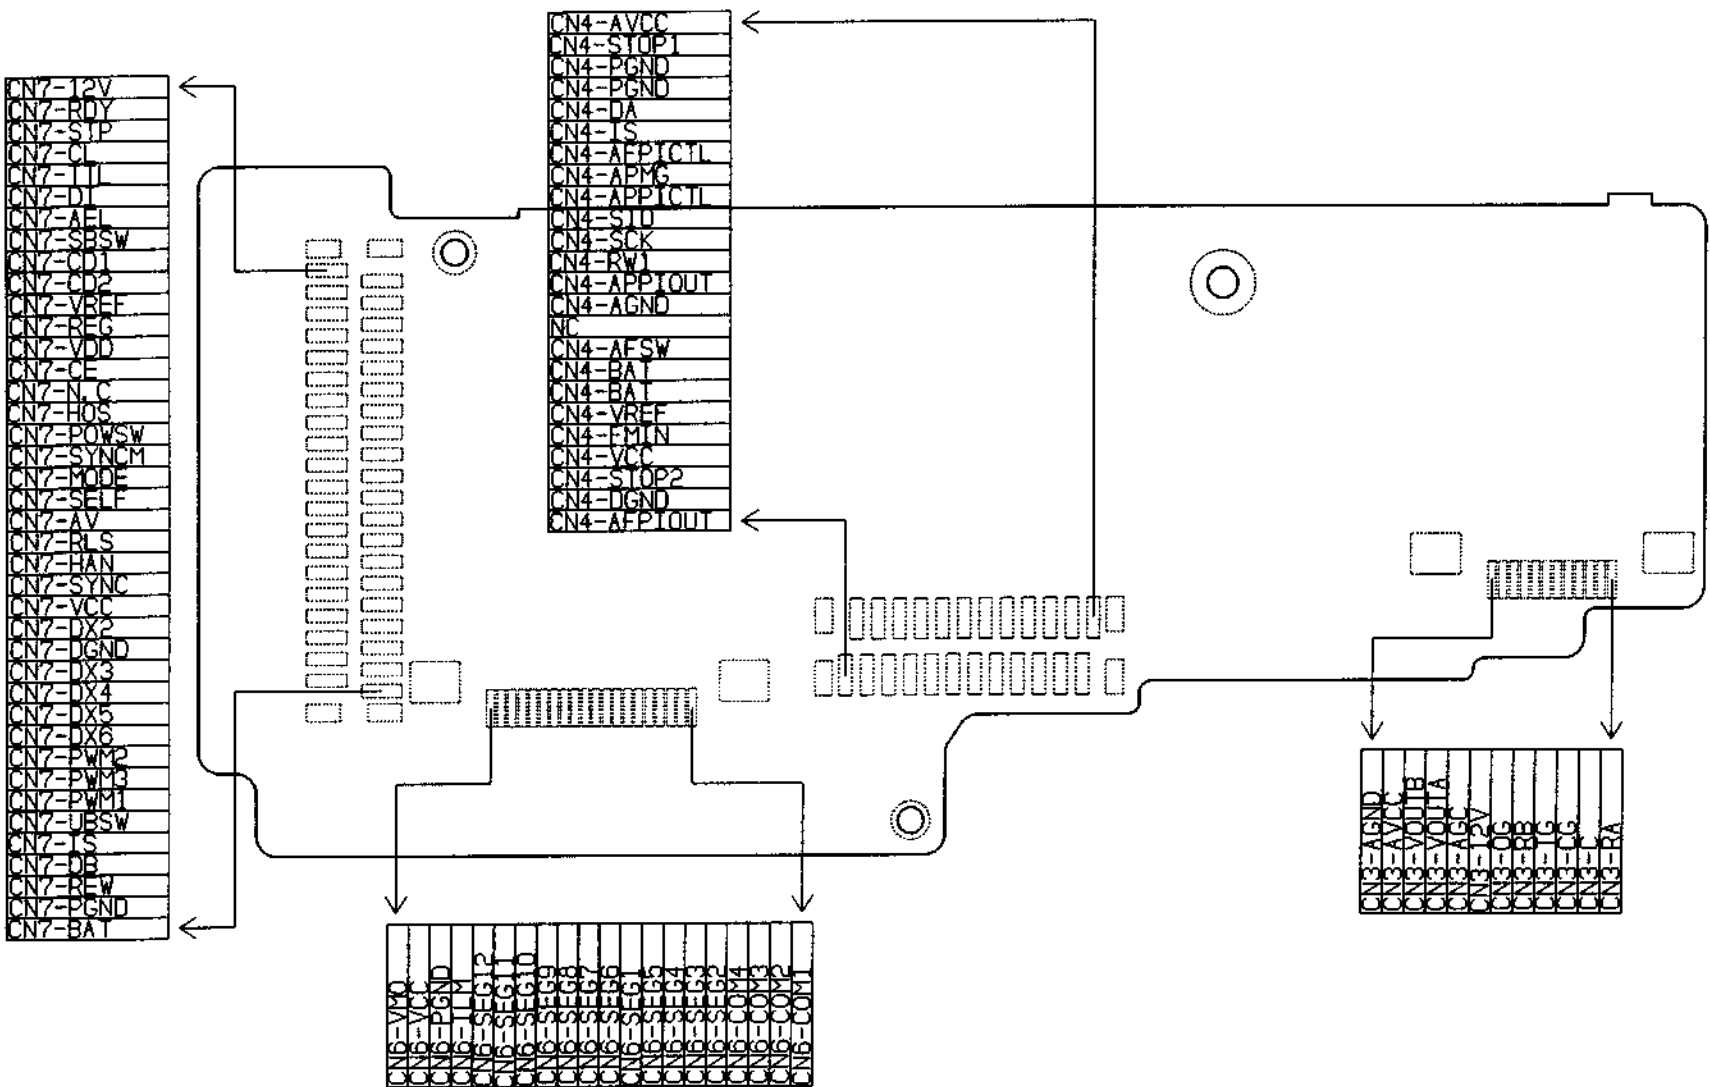 CN4-AVCC
CN4-STOP1
CN4-PGND
CN4-PGND
CN4-DA
CN4-IS
CN4-AFPICTL
CN4-APMG
CN4-APPICTL
CN4-SIO
CN4-SCK
CN4-RW1
CN4-APPIOUT
CN4-AGND
NC
CN4-AFSW
CN4-BAT
CN4-BAT
CN4-VREF
CN4-EMIN
CN4-VCC
CN4-STOP2
CN4-DGND
CN4-AFPIOUT
CN7-12V
CN7-RDY
CN7-STP
CN7-CL
CN7-TTL
CN7-DI
CN7-AEL
CN7-SBSW
CN7-CD1
CN7-CD2
CN7-VREF
CN7-REG
CN7-VDD
CN7-CE
CN7-N.C
CN7-HOS
CN7-POWSW
CN7-SYNCM
CN7-MODE
CN7-SELF
CN7-AV
CN7-RLS
CN7-HAN
CN7-SYNC
CN7-VCC
CN7-DX2
CN7-DGND
CN7-DX3
CN7-DX4
CN7-DX5
CN7-DX6
CN7-PWM2
CN7-PWM3
CN7-PWM1
CN7-UBSW
CN7-IS
CN7-DB
CN7-REW
CN7-PGND
CN7-BAT
CN6-VMO
CN6-VCC
CN6-PGND
CN6-ILM
CN6-SEG12
CN6-SEG11
CN6-SEG10
CN6-SEG9
CN6-SEG8
CN6-SEG7
CN6-SEG6
CN6-SEG1
CN6-SEG5
CN6-SEG4
CN6-SEG3
CN6-SEG2
CN6-COM4
CN6-COM3
CN6-COM2
CN6-COM1
CN3-AGND
CN3-AVCC
CN3-VOUTB
CN3-VOUTA
CN3-AGC
CN3-12V
CN3-OG
CN3-RB
CN3-IG
CN3-CG
CN3-C
CN3-RA